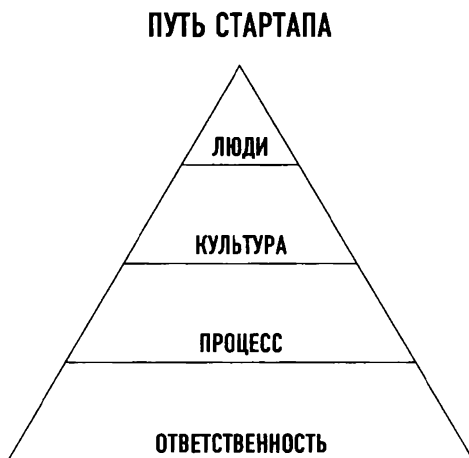 ПУТЬ СТАРТАПА
ЛЮДИ
КУЛЬТУРА
ПРОЦЕСС
ОТВЕТСТВЕННОСТЬ